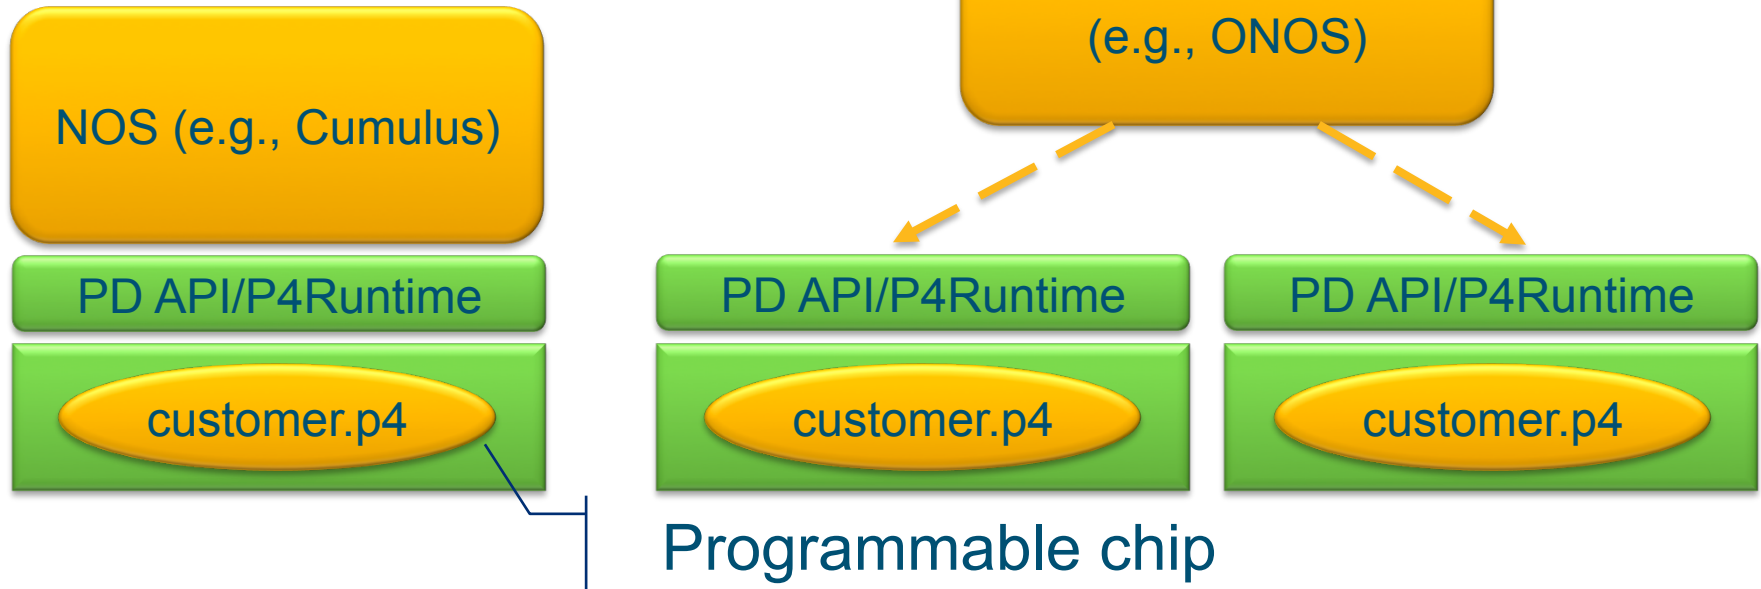 NOS (e.g., Cumulus)
(e.g., ONOS)
PD API/P4Runtime
PD API/P4Runtime
PD API/P4Runtime
customer.p4
customer.p4
customer.p4
Programmable chip